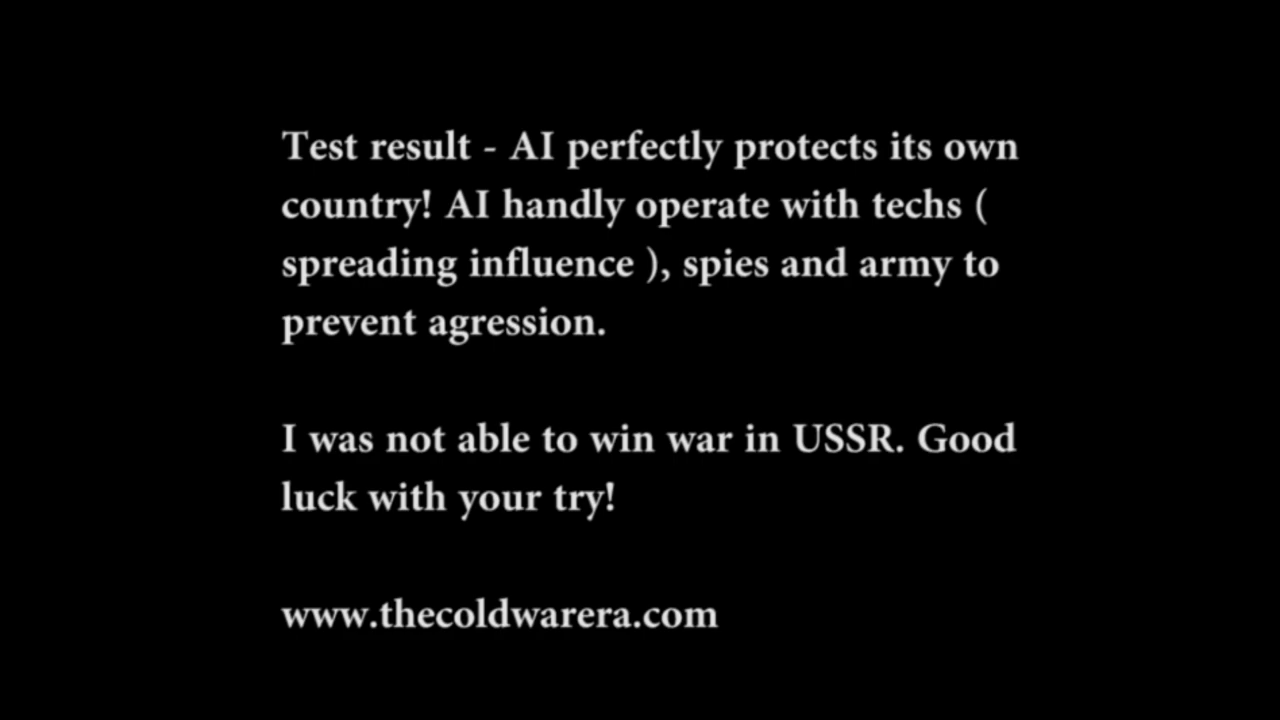 Test result - AI perfectly protects its own
country! AI handly operate with techs (
spreading influence ), spies and army to
prevent agression.
I was not able to win war in USSR. Good
luck with your try!
www.thecoldwarera.com